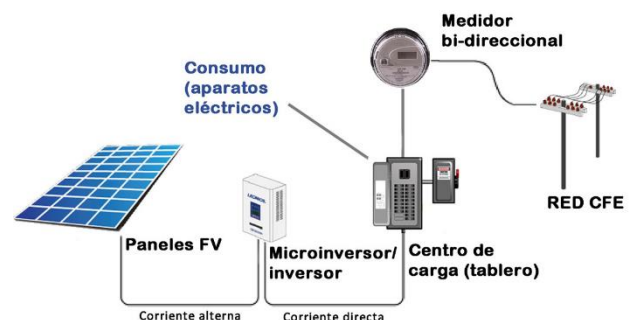 Medidor
bi-direccional
Consumo
(aparatos
eléctricos)
RED CFE
Paneles FV
Microinversor/
inversor
Centro de
carga (tablero)
Corriente alterna
Corriente directa